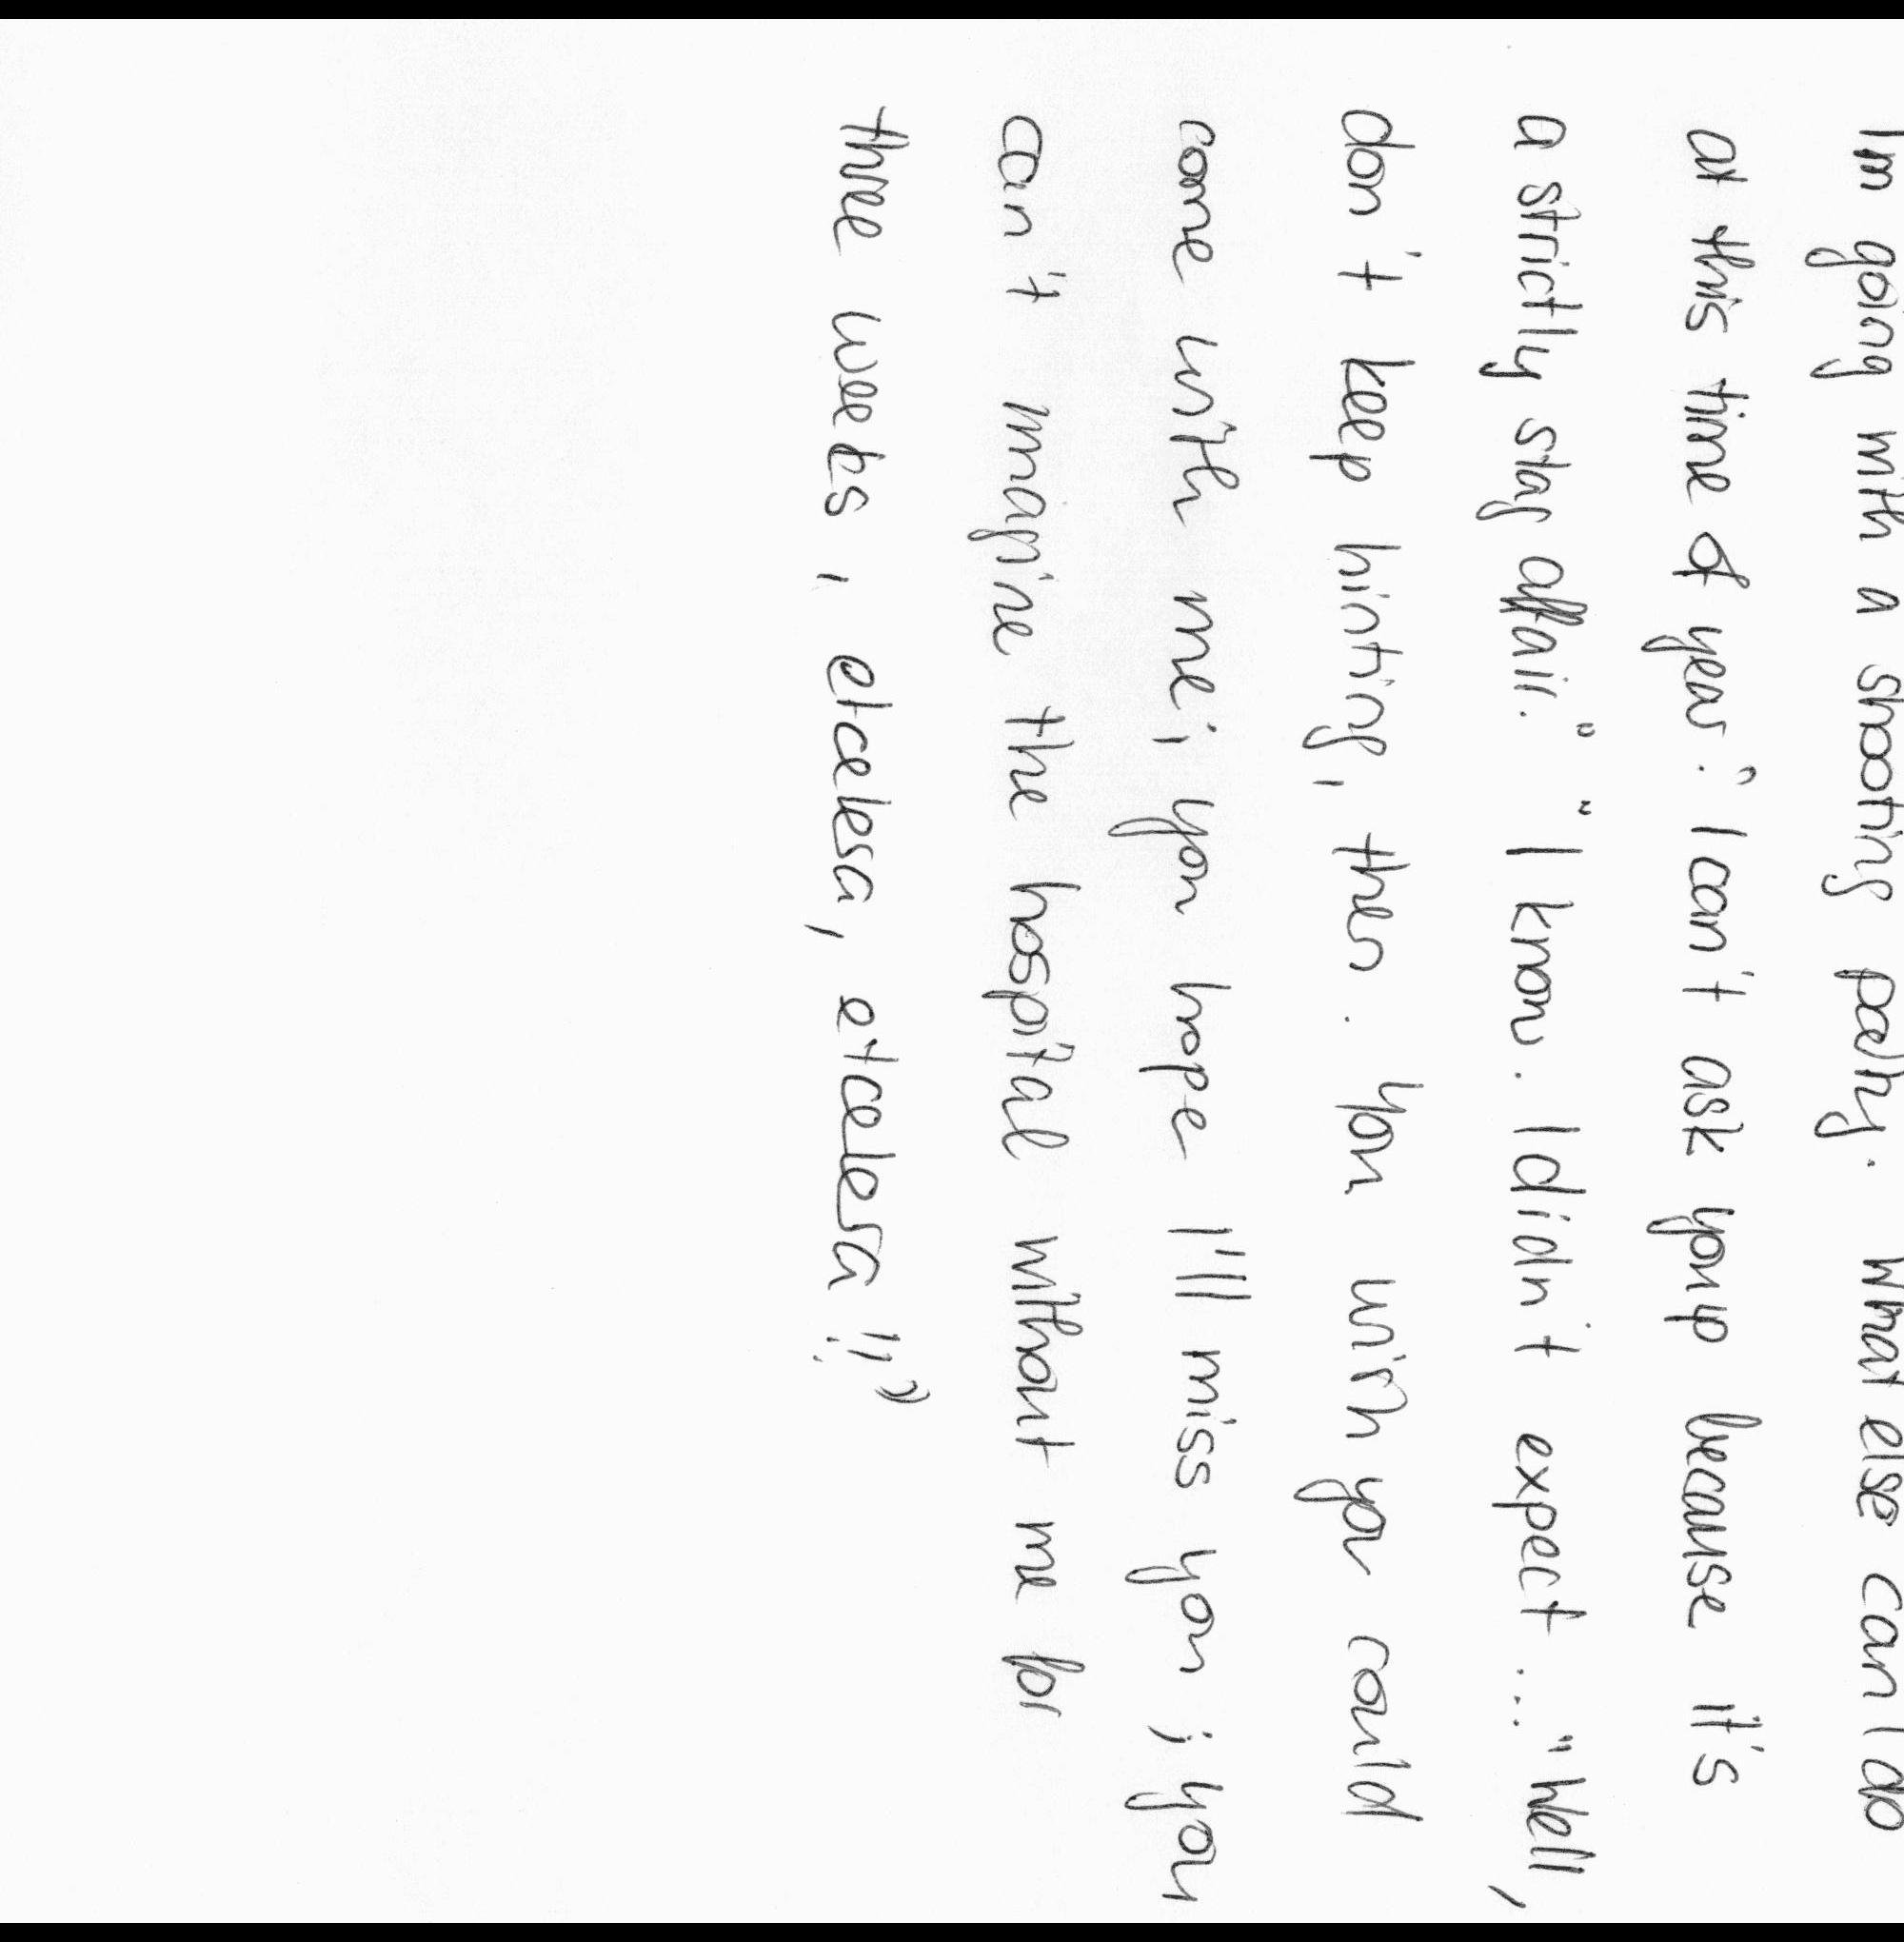 I'm going with a shooting party. What else can I do
at this time of year." I can't ask you up because it's
a strictly stag affair." "I know. I didn't expect ..." "Well,
don't keep hinting, then. You wish you could
come with me; you hope I'll miss you; you
can't imagine the hospital without me for
three weeks, etcetera, etcetera!"